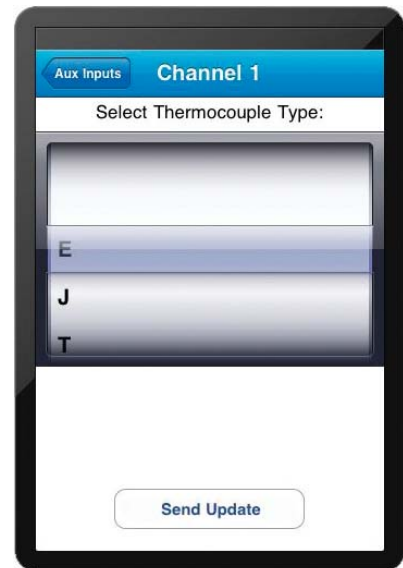 Aux Inputs Channel 1
Select Thermocouple Type:
E
J
T
Send Update